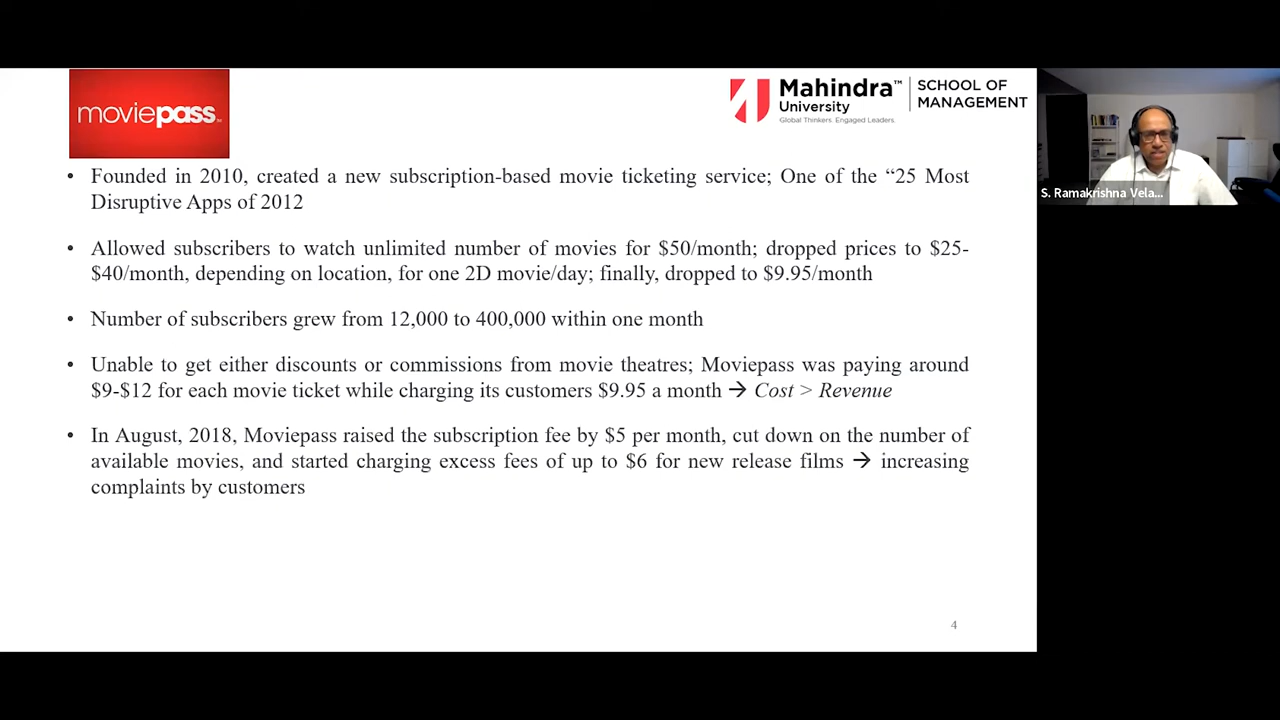 moviepass
Mahindra™
University
Global Thinkers. Engaged Leaders.
SCHOOL OF
MANAGEMENT
• Founded in 2010, created a new subscription-based movie ticketing service; One of the “25 Most
Disruptive Apps of 2012
• Allowed subscribers to watch unlimited number of movies for $50/month; dropped prices to $25-
$40/month, depending on location, for one 2D movie/day; finally, dropped to $9.95/month
• Number of subscribers grew from 12,000 to 400,000 within one month
• Unable to get either discounts or commissions from movie theatres; Moviepass was paying around
$9-$12 for each movie ticket while charging its customers $9.95 a month → Cost > Revenue
• In August, 2018, Moviepass raised the subscription fee by $5 per month, cut down on the number of
available movies, and started charging excess fees of up to $6 for new release films → increasing
complaints by customers
4
S. Ramakrishna Vela...